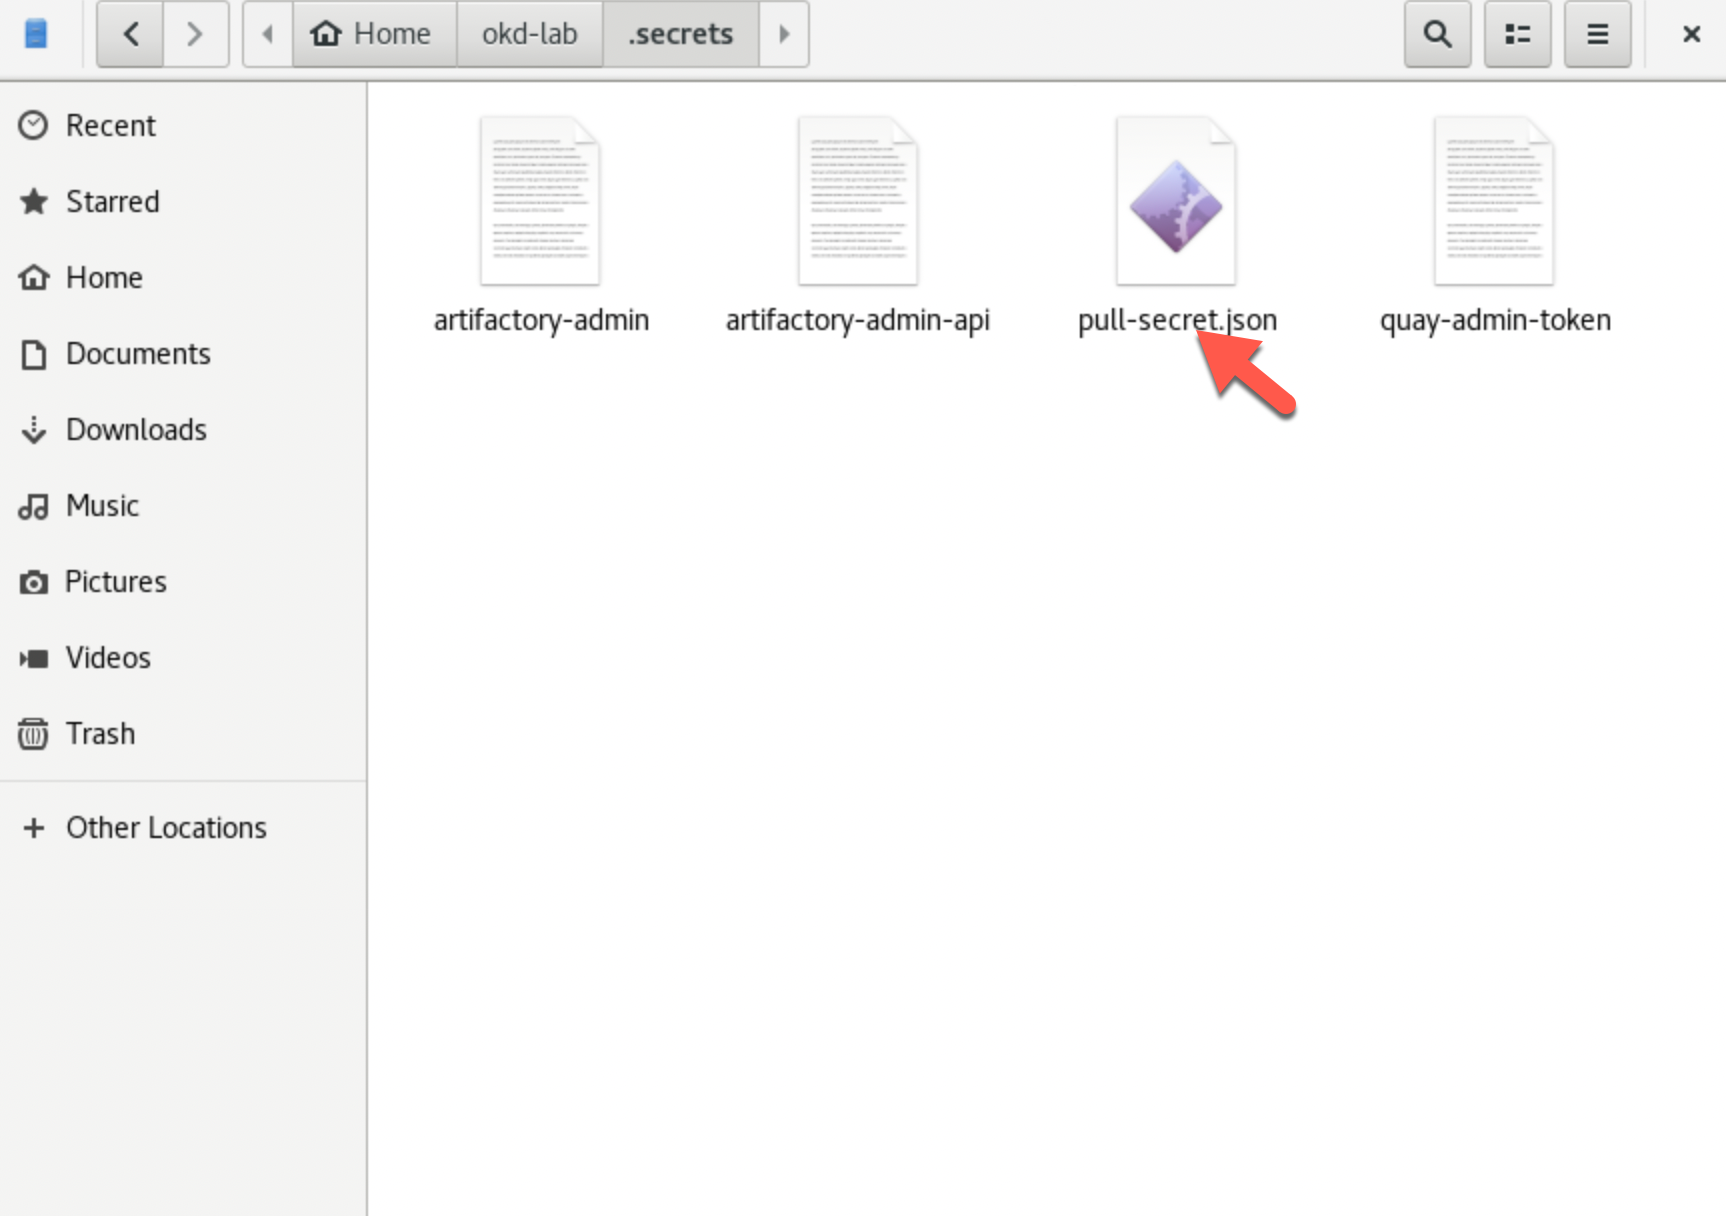 Home okd-lab .secrets
Recent
Starred
Home
Documents
Downloads
Music
Pictures
Videos
Trash
Other Locations
artifactory-admin artifactory-admin-api pull-secret.json quay-admin-token